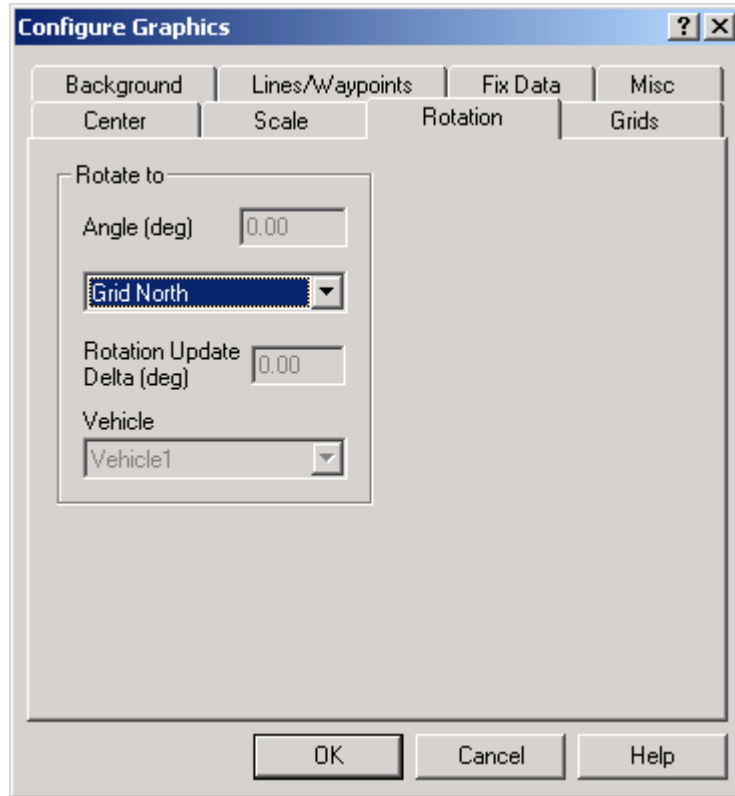 Configure Graphics
Background Lines/Waypoints Fix Data Misc
Center Scale Rotation Grids
Rotate to
Angle (deg) 0.00
Grid North
Rotation Update
Delta (deg) 0.00
Vehicle
Vehicle1
OK Cancel Help